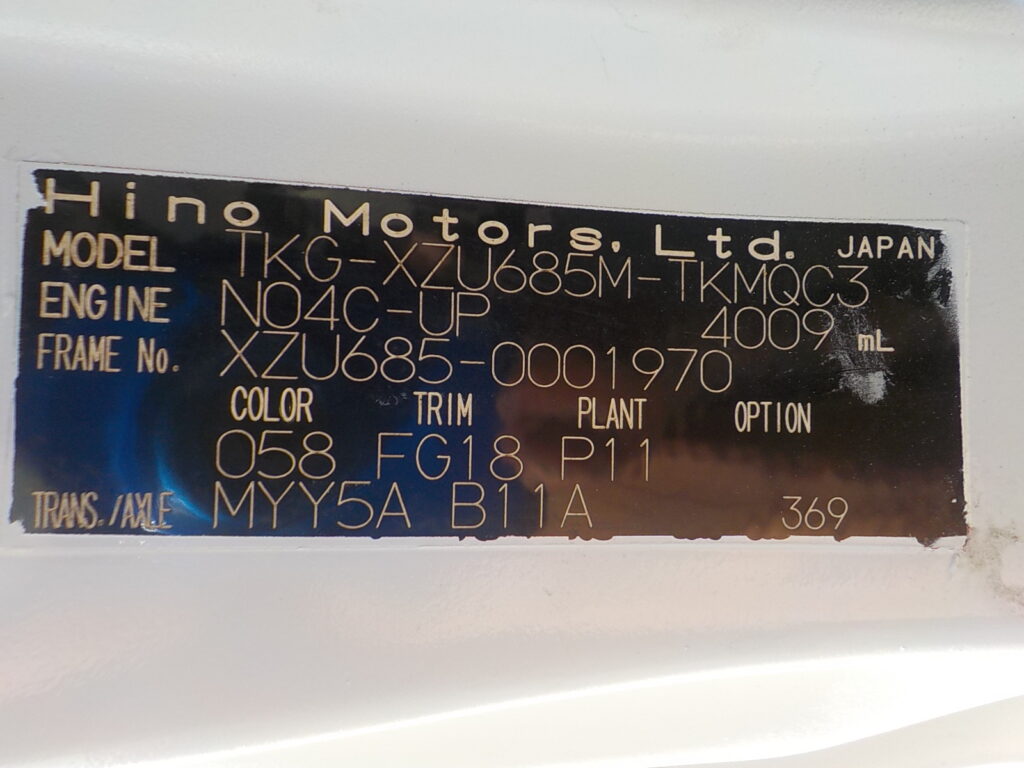 Hino Motors, Ltd. JAPAN
MODEL TKG-XZU685M-TKMQC3
ENGINE N04C-UP 4009 mL
FRAME No. XZU685-0001970
COLOR TRIM PLANT OPTION
058 FG18 P11
TRANS./AXLE MYY5A B11A 369